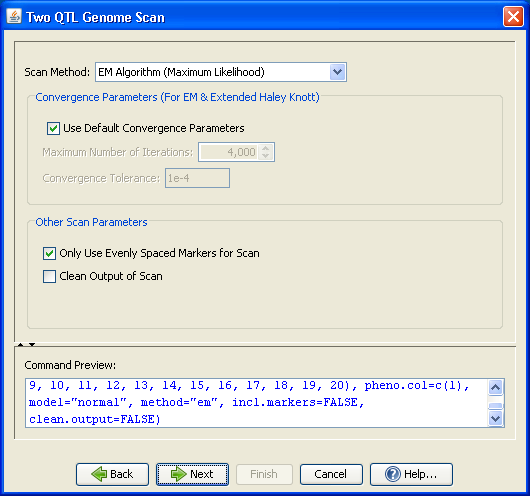 Two QTL Genome Scan
Scan Method: EM Algorithm (Maximum Likelihood)
Convergence Parameters (For EM & Extended Haley Knott)
Use Default Convergence Parameters
Maximum Number of Iterations: 4,000
Convergence Tolerance: 1e-4
Other Scan Parameters
Only Use Evenly Spaced Markers for Scan
Clean Output of Scan
Command Preview:
9, 10, 11, 12, 13, 14, 15, 16, 17, 18, 19, 20), pheno.col=c(1),
model="normal", method="em", incl.markers=FALSE,
clean.output=FALSE)
Back Next Finish Cancel Help...